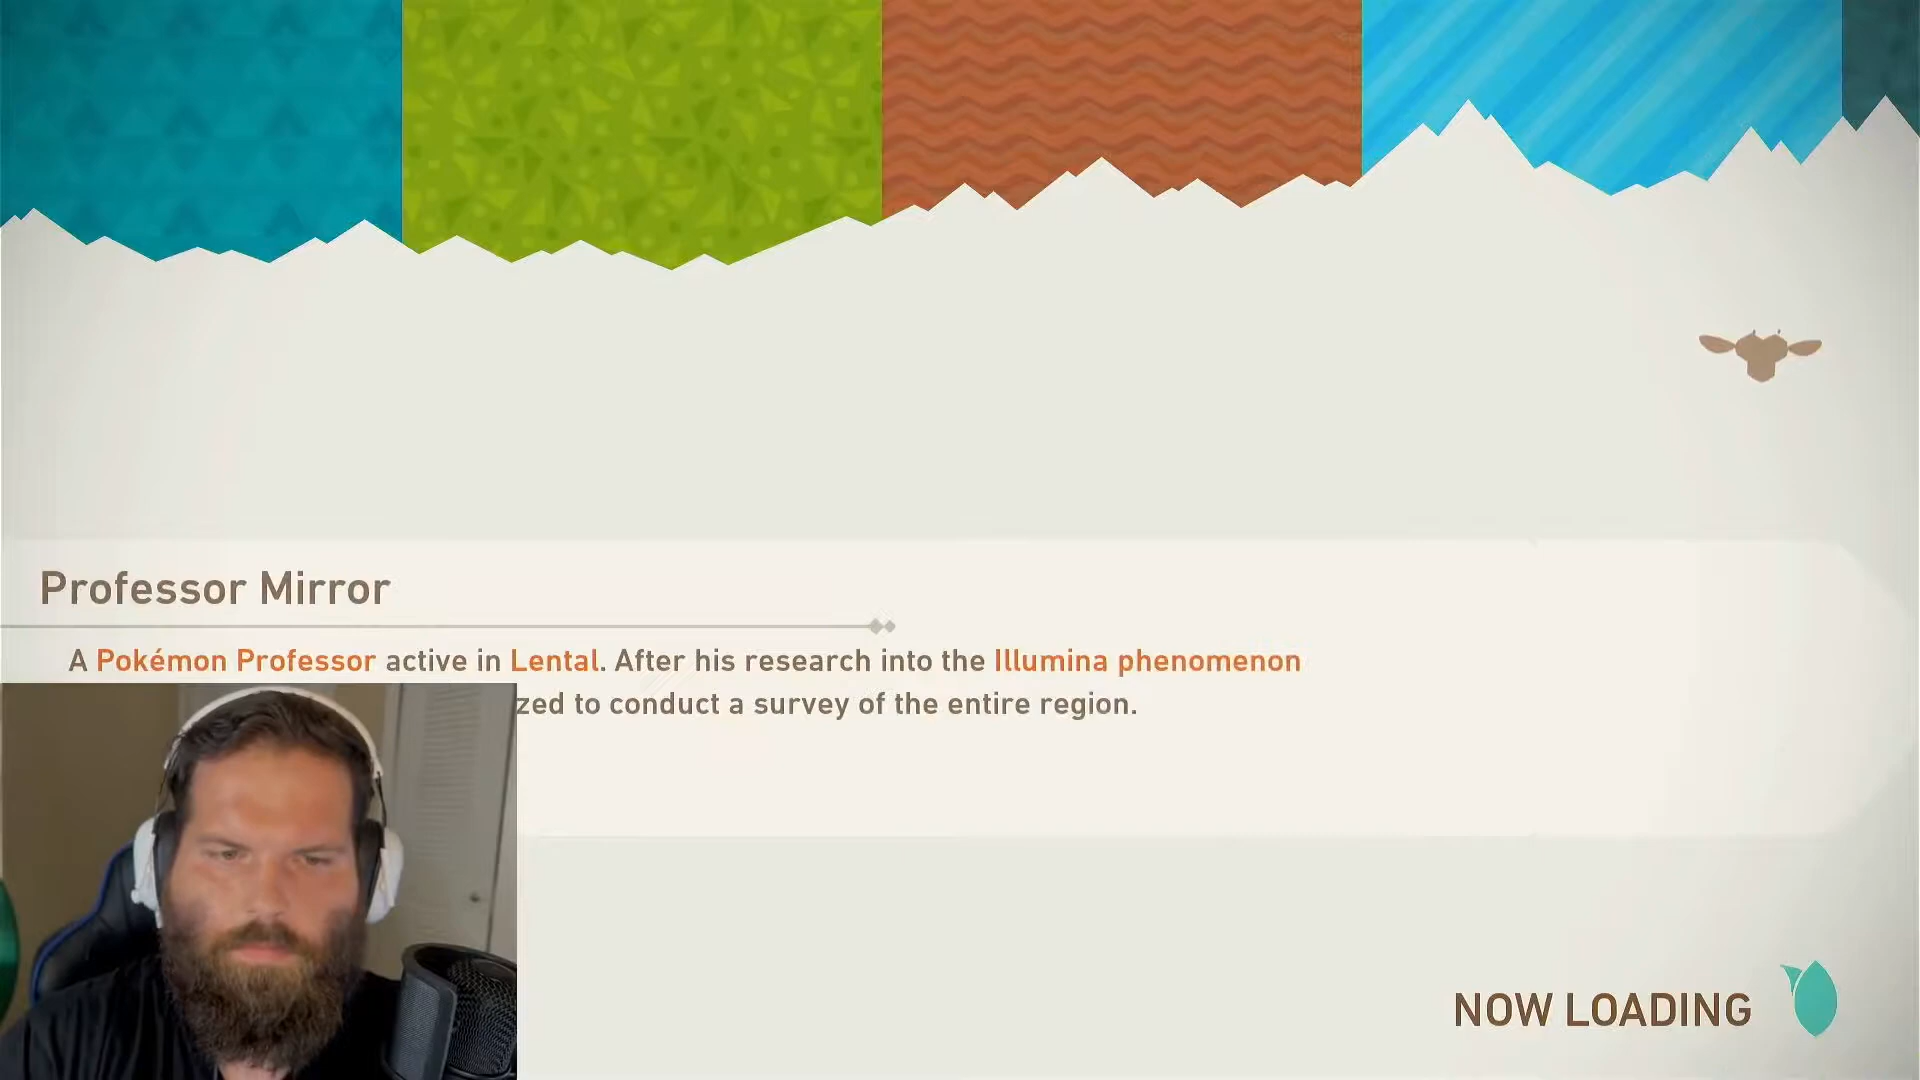 Professor Mirror
A Pokémon Professor active in Lental. After his research into the Illumina phenomenon
to conduct a survey of the entire region.
NOW LOADING